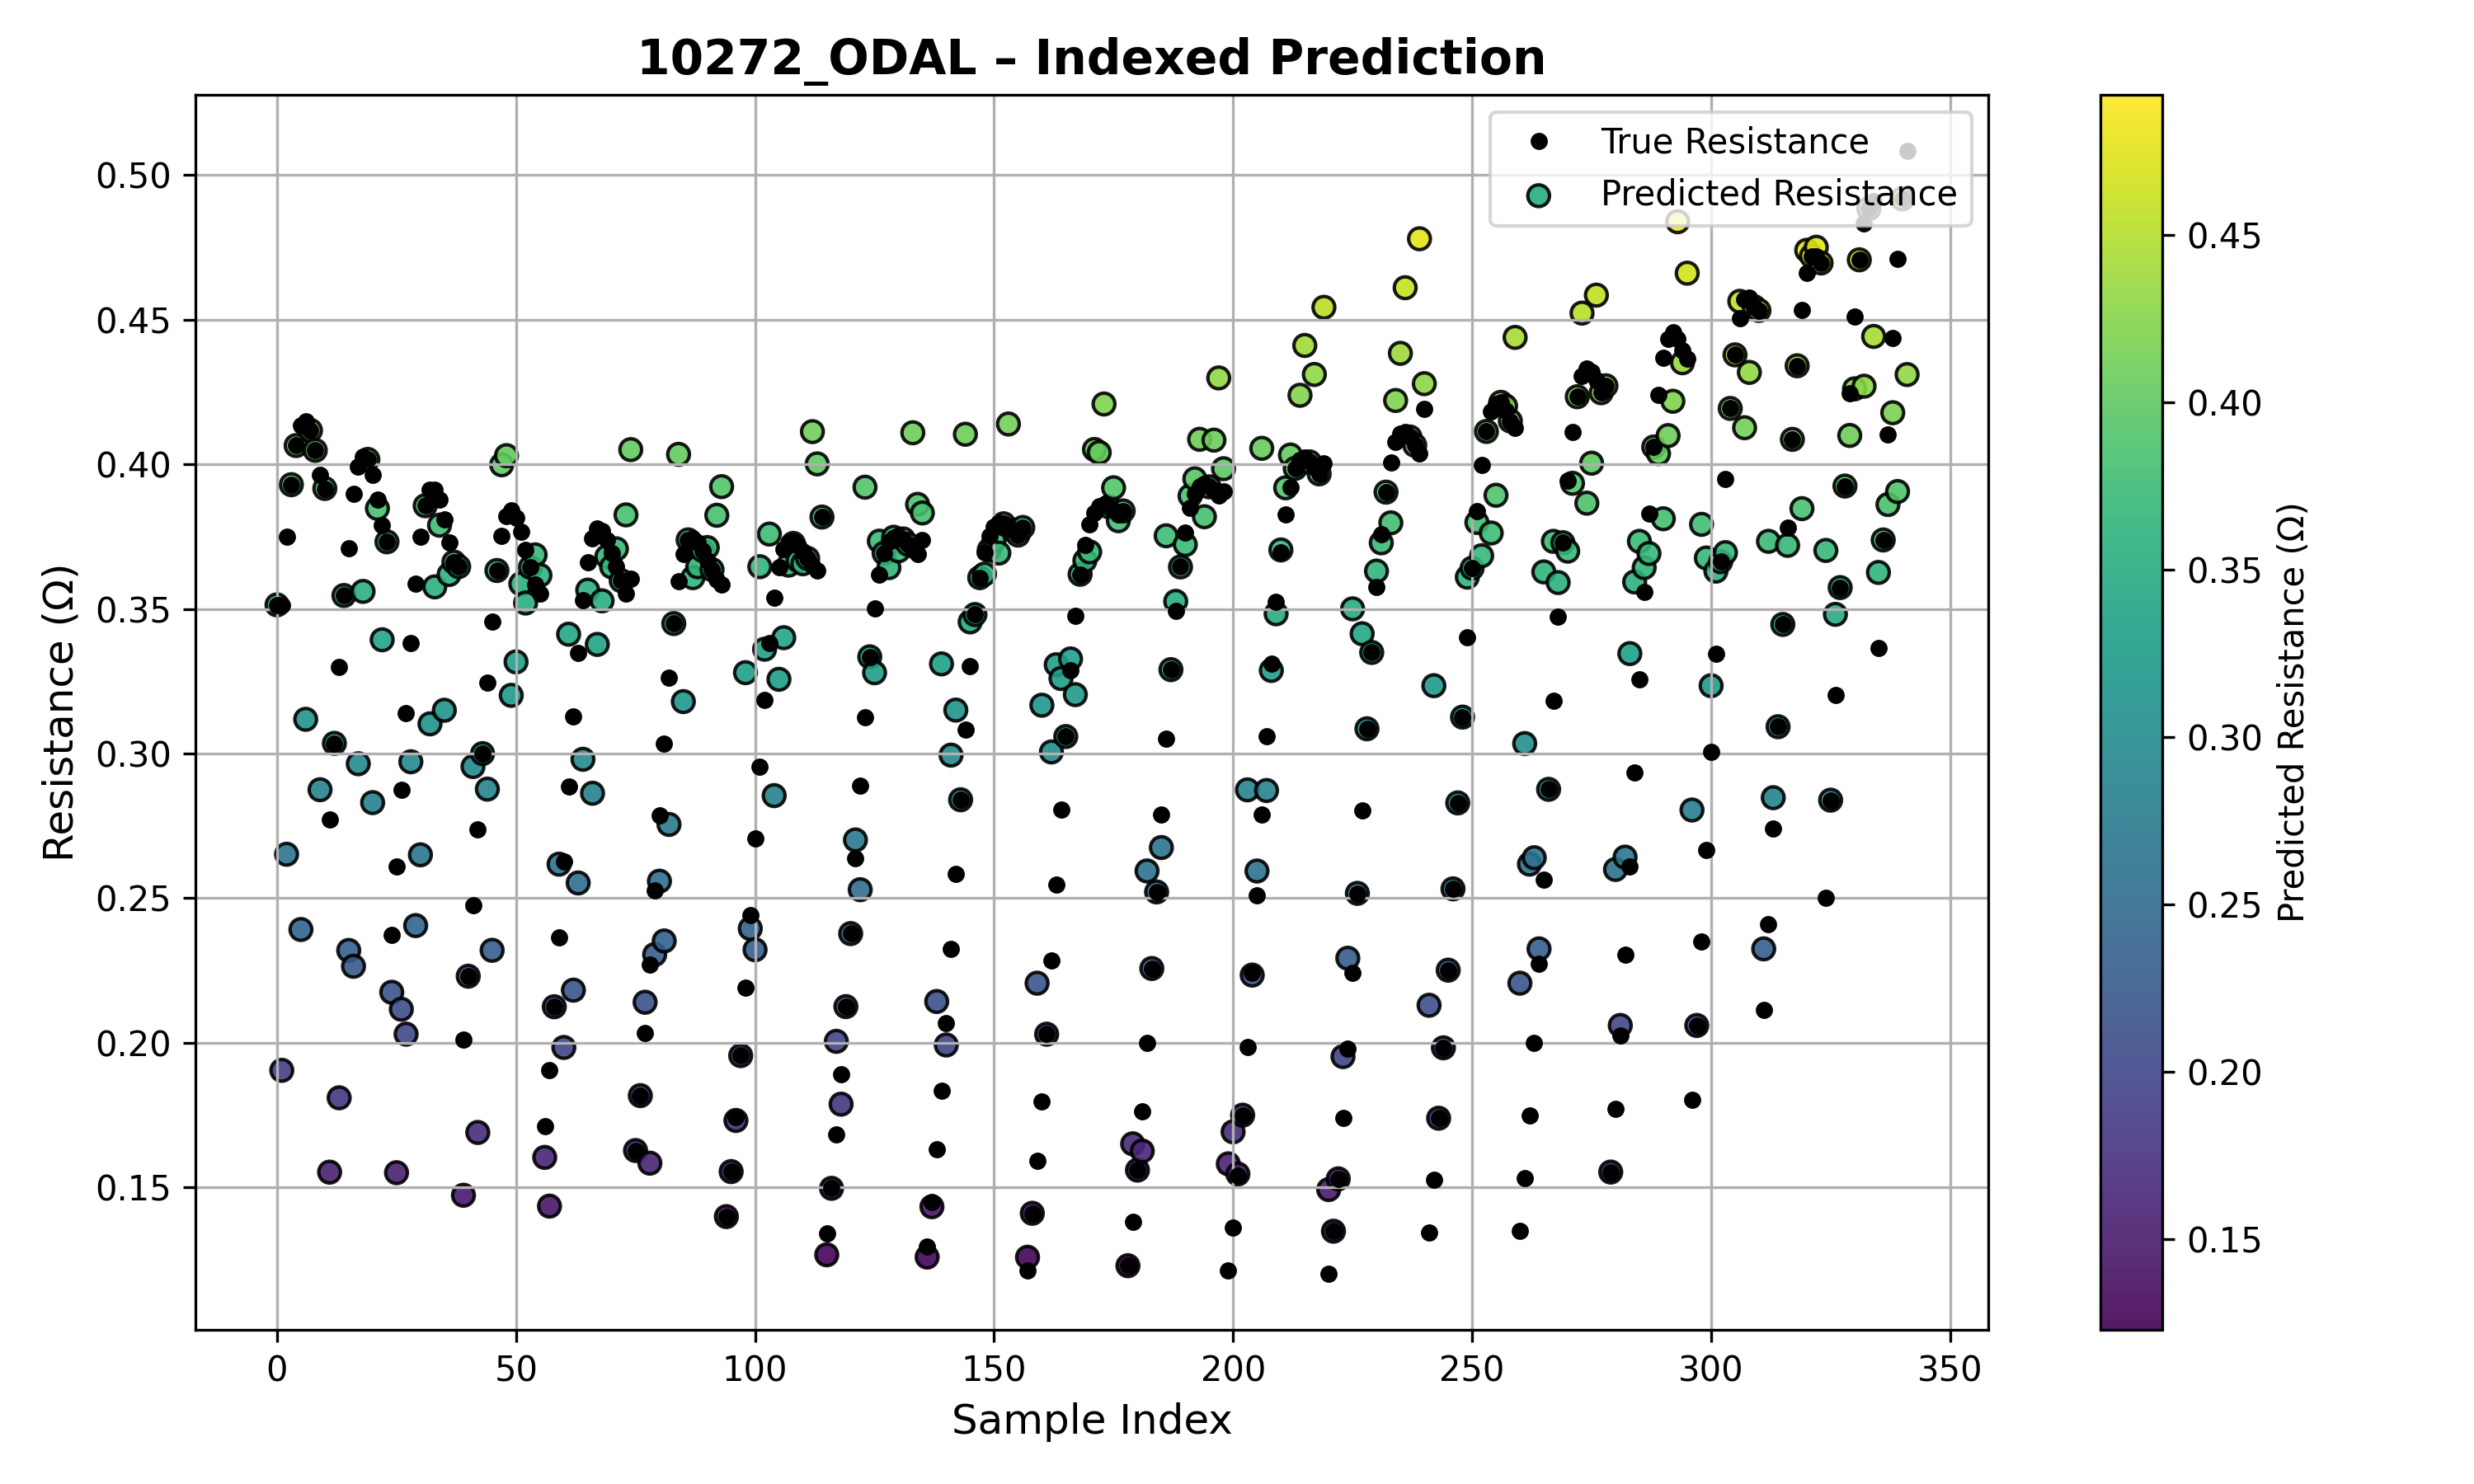 10272_ODAL – Indexed Prediction
True Resistance
Predicted Resistance
Resistance (Ω)
0.50
0.45
0.40
0.35
0.30
0.25
0.20
0.15
0 50 100 150 200 250 300 350
Sample Index
0.45
0.40
0.35
0.30
0.25
0.20
0.15
Predicted Resistance (Ω)